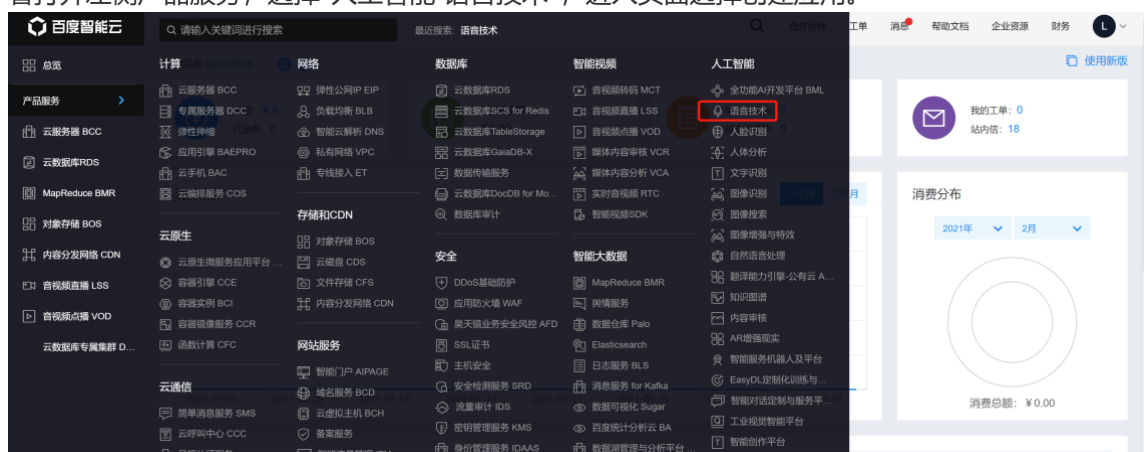 百度智能云
请输入关键词进行搜索
最近搜索: 语音技术
工单 消息 帮助文档 企业资源 财务 L
总览
产品服务
云服务器 BCC
云数据库RDS
MapReduce BMR
对象存储 BOS
内容分发网络 CDN
音视频直播 LSS
音视频点播 VOD
云数据库专属集群 D...
计算
云服务器 BCC
专属服务器 DCC
弹性伸缩
应用引擎 BAEPRO
云手机 BAC
云编排服务 COS
云原生
云原生微服务应用平台 ...
容器引擎 CCE
容器实例 BCI
容器镜像服务 CCR
函数计算 CFC
云通信
简单消息服务 SMS
云呼叫中心 CCC
网络
弹性公网IP EIP
负载均衡 BLB
智能云解析 DNS
私有网络 VPC
专线接入 ET
存储和CDN
对象存储 BOS
云磁盘 CDS
文件存储 CFS
内容分发网络 CDN
网站服务
智能门户 AIPAGE
域名服务 BCD
云虚拟主机 BCH
备案服务
数据库
云数据库RDS
云数据库SCS for Redis
云数据库TableStorage
云数据库GaiaDB-X
数据传输服务
云数据库DocDB for Mo...
数据库审计
安全
DDoS基础防护
应用防火墙 WAF
昊天镜业务安全风控 AFD
SSL证书
主机安全
安全检测服务 SRD
流量审计 IDS
密钥管理服务 KMS
身份管理服务 IDAAS
智能视频
音视频转码 MCT
音视频直播 LSS
音视频点播 VOD
媒体内容审核 VCR
媒体内容分析 VCA
实时音视频 RTC
智能视频SDK
智能大数据
MapReduce BMR
舆情服务
数据仓库 Palo
Elasticsearch
日志服务 BLS
消息服务 for Kafka
数据可视化 Sugar
百度统计分析云 BA
数据湖管理与分析平台 ...
人工智能
全功能AI开发平台 BML
语音技术
人脸识别
人体分析
文字识别
图像识别
图像搜索
图像增强与特效
自然语言处理
翻译能力引擎-公有云 A...
知识图谱
内容审核
AR增强现实
智能服务机器人及平台
EasyDL定制化训练与...
智能对话定制与服务平...
工业视觉智能平台
智能创作平台
使用新版
我的工单: 0
站内信: 18
消费分布
2021年 2月
消费总额: ￥0.00